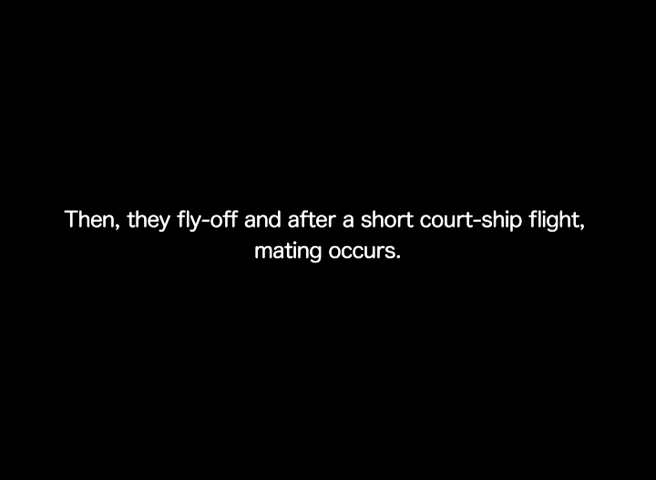 Then, they fly-off and after a short court-ship flight,
mating occurs.